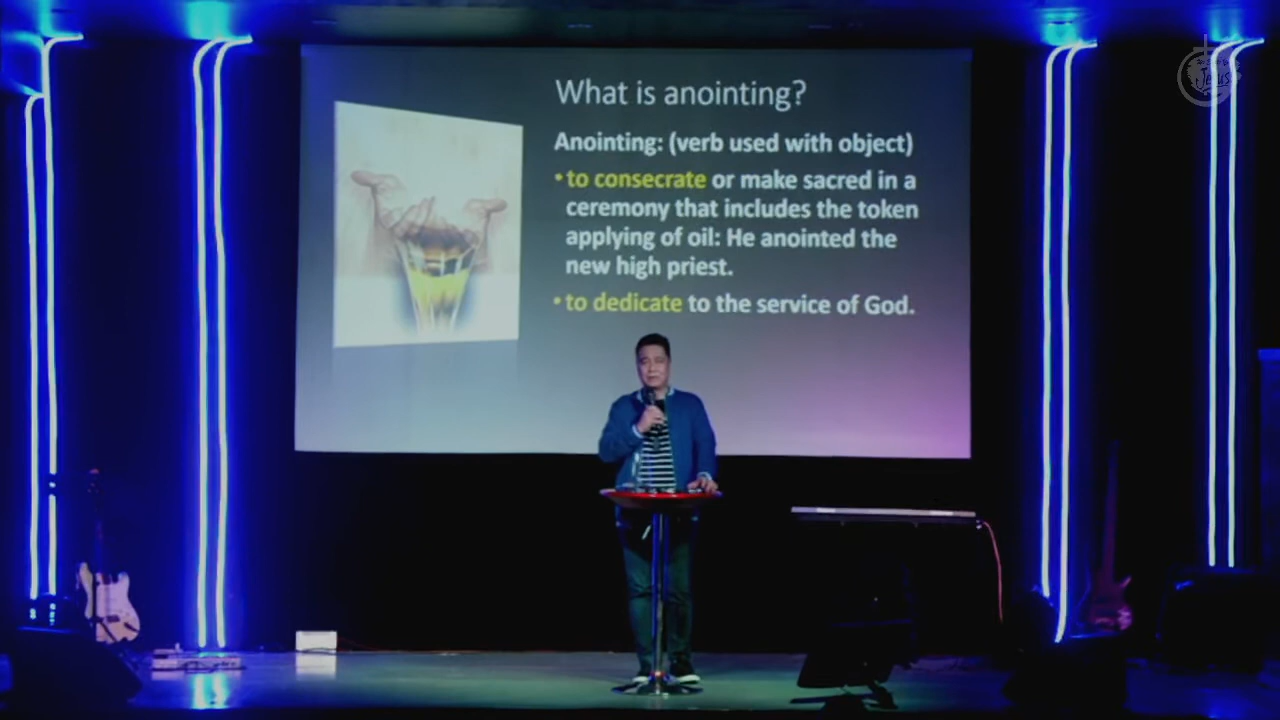 What is anointing?
Anointing: (verb used with object)
• to consecrate or make sacred in a
ceremony that includes the token
applying of oil: He anointed the
new high priest.
• to dedicate to the service of God.
Jesus